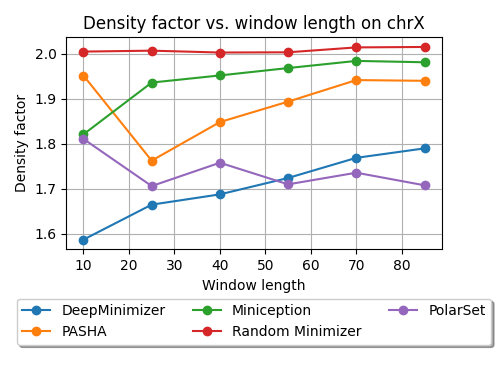 Density factor vs. window length on chrX
Density factor
2.0
1.9
1.8
1.7
1.6
10 20 30 40 50 60 70 80
Window length
DeepMinimizer Miniception PolarSet
PASHA Random Minimizer